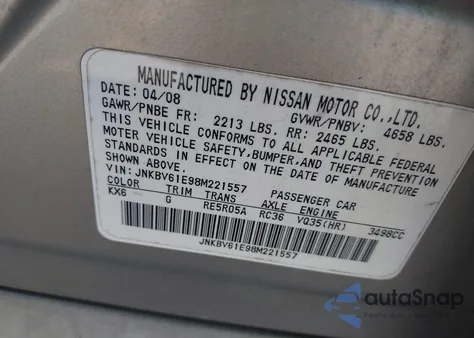 MANUFACTURED BY NISSAN MOTOR CO.,LTD.
DATE: 04/08 GVWR/PNBV: 4658 LBS.
GAWR/PNBE FR: 2213 LBS. RR: 2465 LBS.
THIS VEHICLE CONFORMS TO ALL APPLICABLE FEDERAL
MOTOR VEHICLE SAFETY,BUMPER,AND THEFT PREVENTION
STANDARDS IN EFFECT ON THE DATE OF MANUFACTURE
SHOWN ABOVE.
VIN: JNKBV61E98M221557 PASSENGER CAR
COLOR TRIM TRANS AXLE ENGINE
KX6 G RE5R05A RC36 VQ35(HR) 3498CC
JNKBV61E98M221557
autoSnap